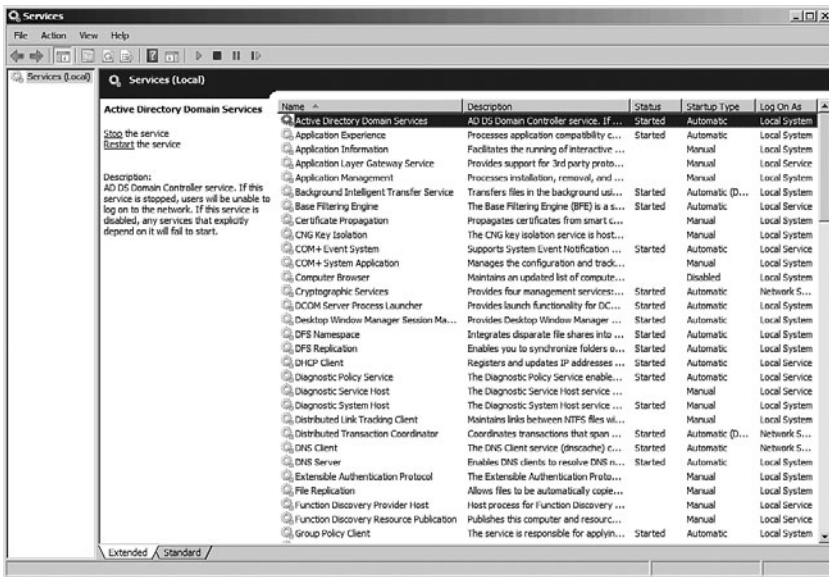 Services
File Action View Help
Services (Local)
Services (Local)
Active Directory Domain Services
Stop the service
Restart the service
Description:
AD DS Domain Controller service. If this
service is stopped, users will be unable to
log on to the network. If this service is
disabled, any services that explicitly
depend on it will fail to start.
Name Description Status Startup Type Log On As
Active Directory Domain Services AD DS Domain Controller service. If ... Started Automatic Local System
Application Experience Processes application compatibility c... Started Automatic Local System
Application Information Facilitates the running of interactive ... Manual Local System
Application Layer Gateway Service Provides support for 3rd party proto... Manual Local Service
Application Management Processes installation, removal, and ... Manual Local System
Background Intelligent Transfer Service Transfers files in the background usi... Started Automatic (D... Local System
Base Filtering Engine The Base Filtering Engine (BFE) is a s... Started Automatic Local Service
Certificate Propagation Propagates certificates from smart c... Manual Local System
CNG Key Isolation The CNG key isolation service is host... Manual Local System
COM+ Event System Supports System Event Notification ... Started Automatic Local Service
COM+ System Application Manages the configuration and track... Manual Local System
Computer Browser Maintains an updated list of compute... Disabled Local System
Cryptographic Services Provides four management services:... Started Automatic Network S...
DCOM Server Process Launcher Provides launch functionality for DC... Started Automatic Local System
Desktop Window Manager Session Ma... Provides Desktop Window Manager ... Started Automatic Local System
DFS Namespace Integrates disparate file shares into ... Started Automatic Local System
DFS Replication Enables you to synchronize folders o... Started Automatic Local System
DHCP Client Registers and updates IP addresses ... Started Automatic Local Service
Diagnostic Policy Service The Diagnostic Policy Service enable... Started Automatic Local Service
Diagnostic Service Host The Diagnostic Service Host service ... Manual Local Service
Diagnostic System Host The Diagnostic System Host service ... Started Manual Local System
Distributed Link Tracking Client Maintains links between NTFS files wi... Started Automatic Local System
Distributed Transaction Coordinator Coordinates transactions that span ... Started Automatic (D... Network S...
DNS Client The DNS Client service (dnscache) c... Started Automatic Network S...
DNS Server Enables DNS clients to resolve DNS n... Started Automatic Local System
Extensible Authentication Protocol The Extensible Authentication Proto... Manual Local System
File Replication Allows files to be automatically copie... Manual Local System
Function Discovery Provider Host Host process for Function Discovery ... Manual Local Service
Function Discovery Resource Publication Publishes this computer and resourc... Manual Local Service
Group Policy Client The service is responsible for applyin... Started Automatic Local System
Extended Standard